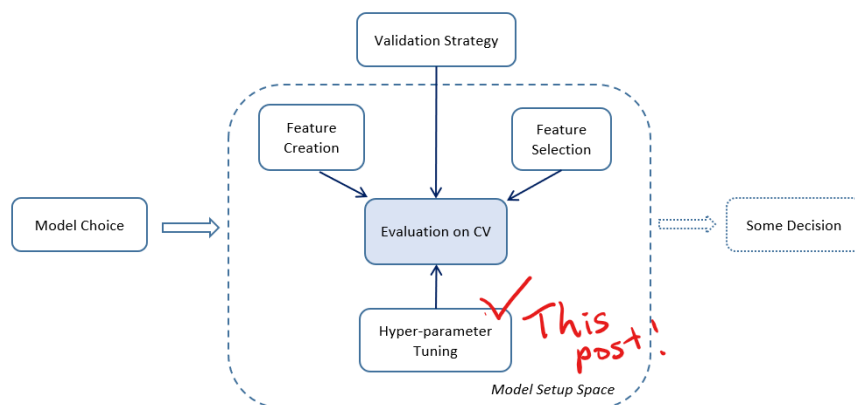 Validation Strategy
Feature
Creation
Feature
Selection
Model Choice
Evaluation on CV
Some Decision
Hyper-parameter
Tuning
This
post!
Model Setup Space